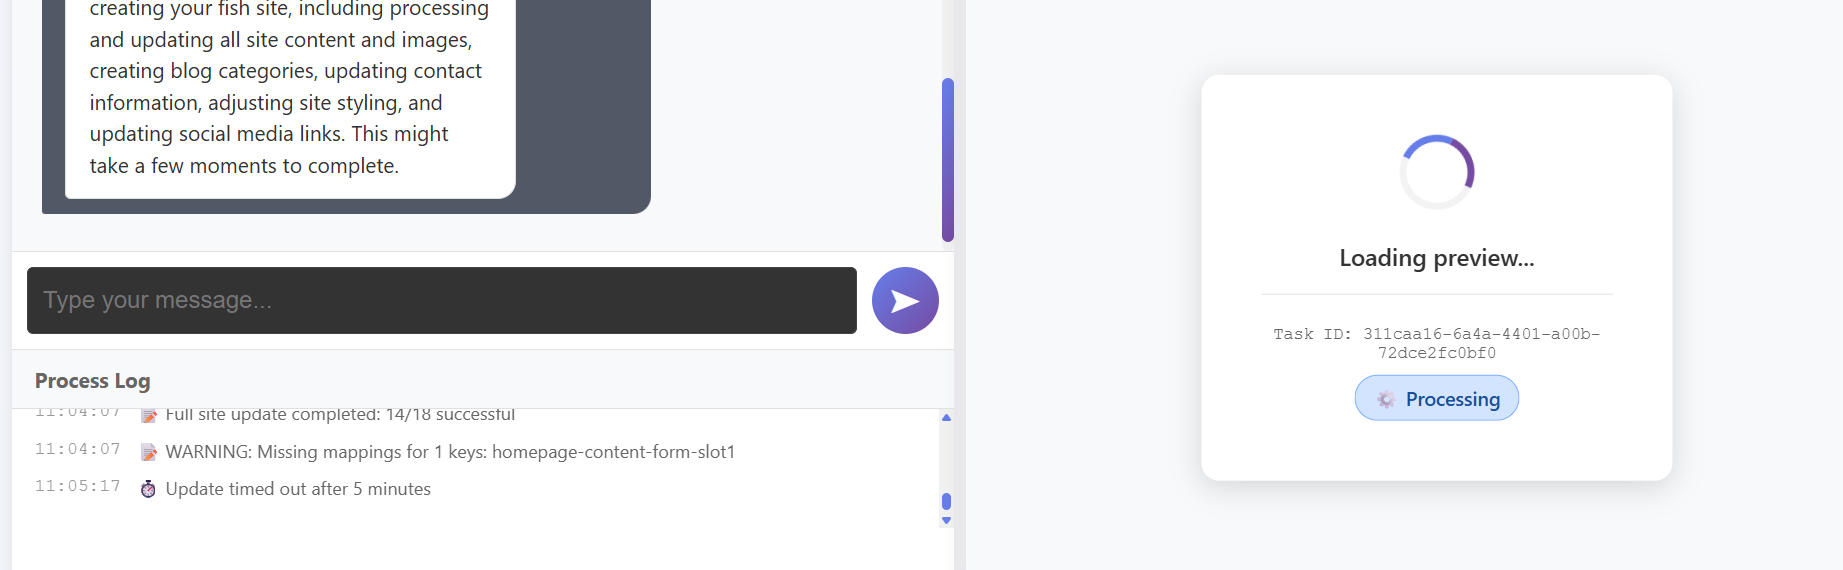 creating your fish site, including processing
and updating all site content and images,
creating blog categories, updating contact
information, adjusting site styling, and
updating social media links. This might
take a few moments to complete.
Type your message...
Process Log
11:04:07 Full site update completed: 14/18 successful
11:04:07 WARNING: Missing mappings for 1 keys: homepage-content-form-slot1
11:05:17 Update timed out after 5 minutes
Loading preview...
Task ID: 311caa16-6a4a-4401-a00b-
72dce2fc0bf0
Processing